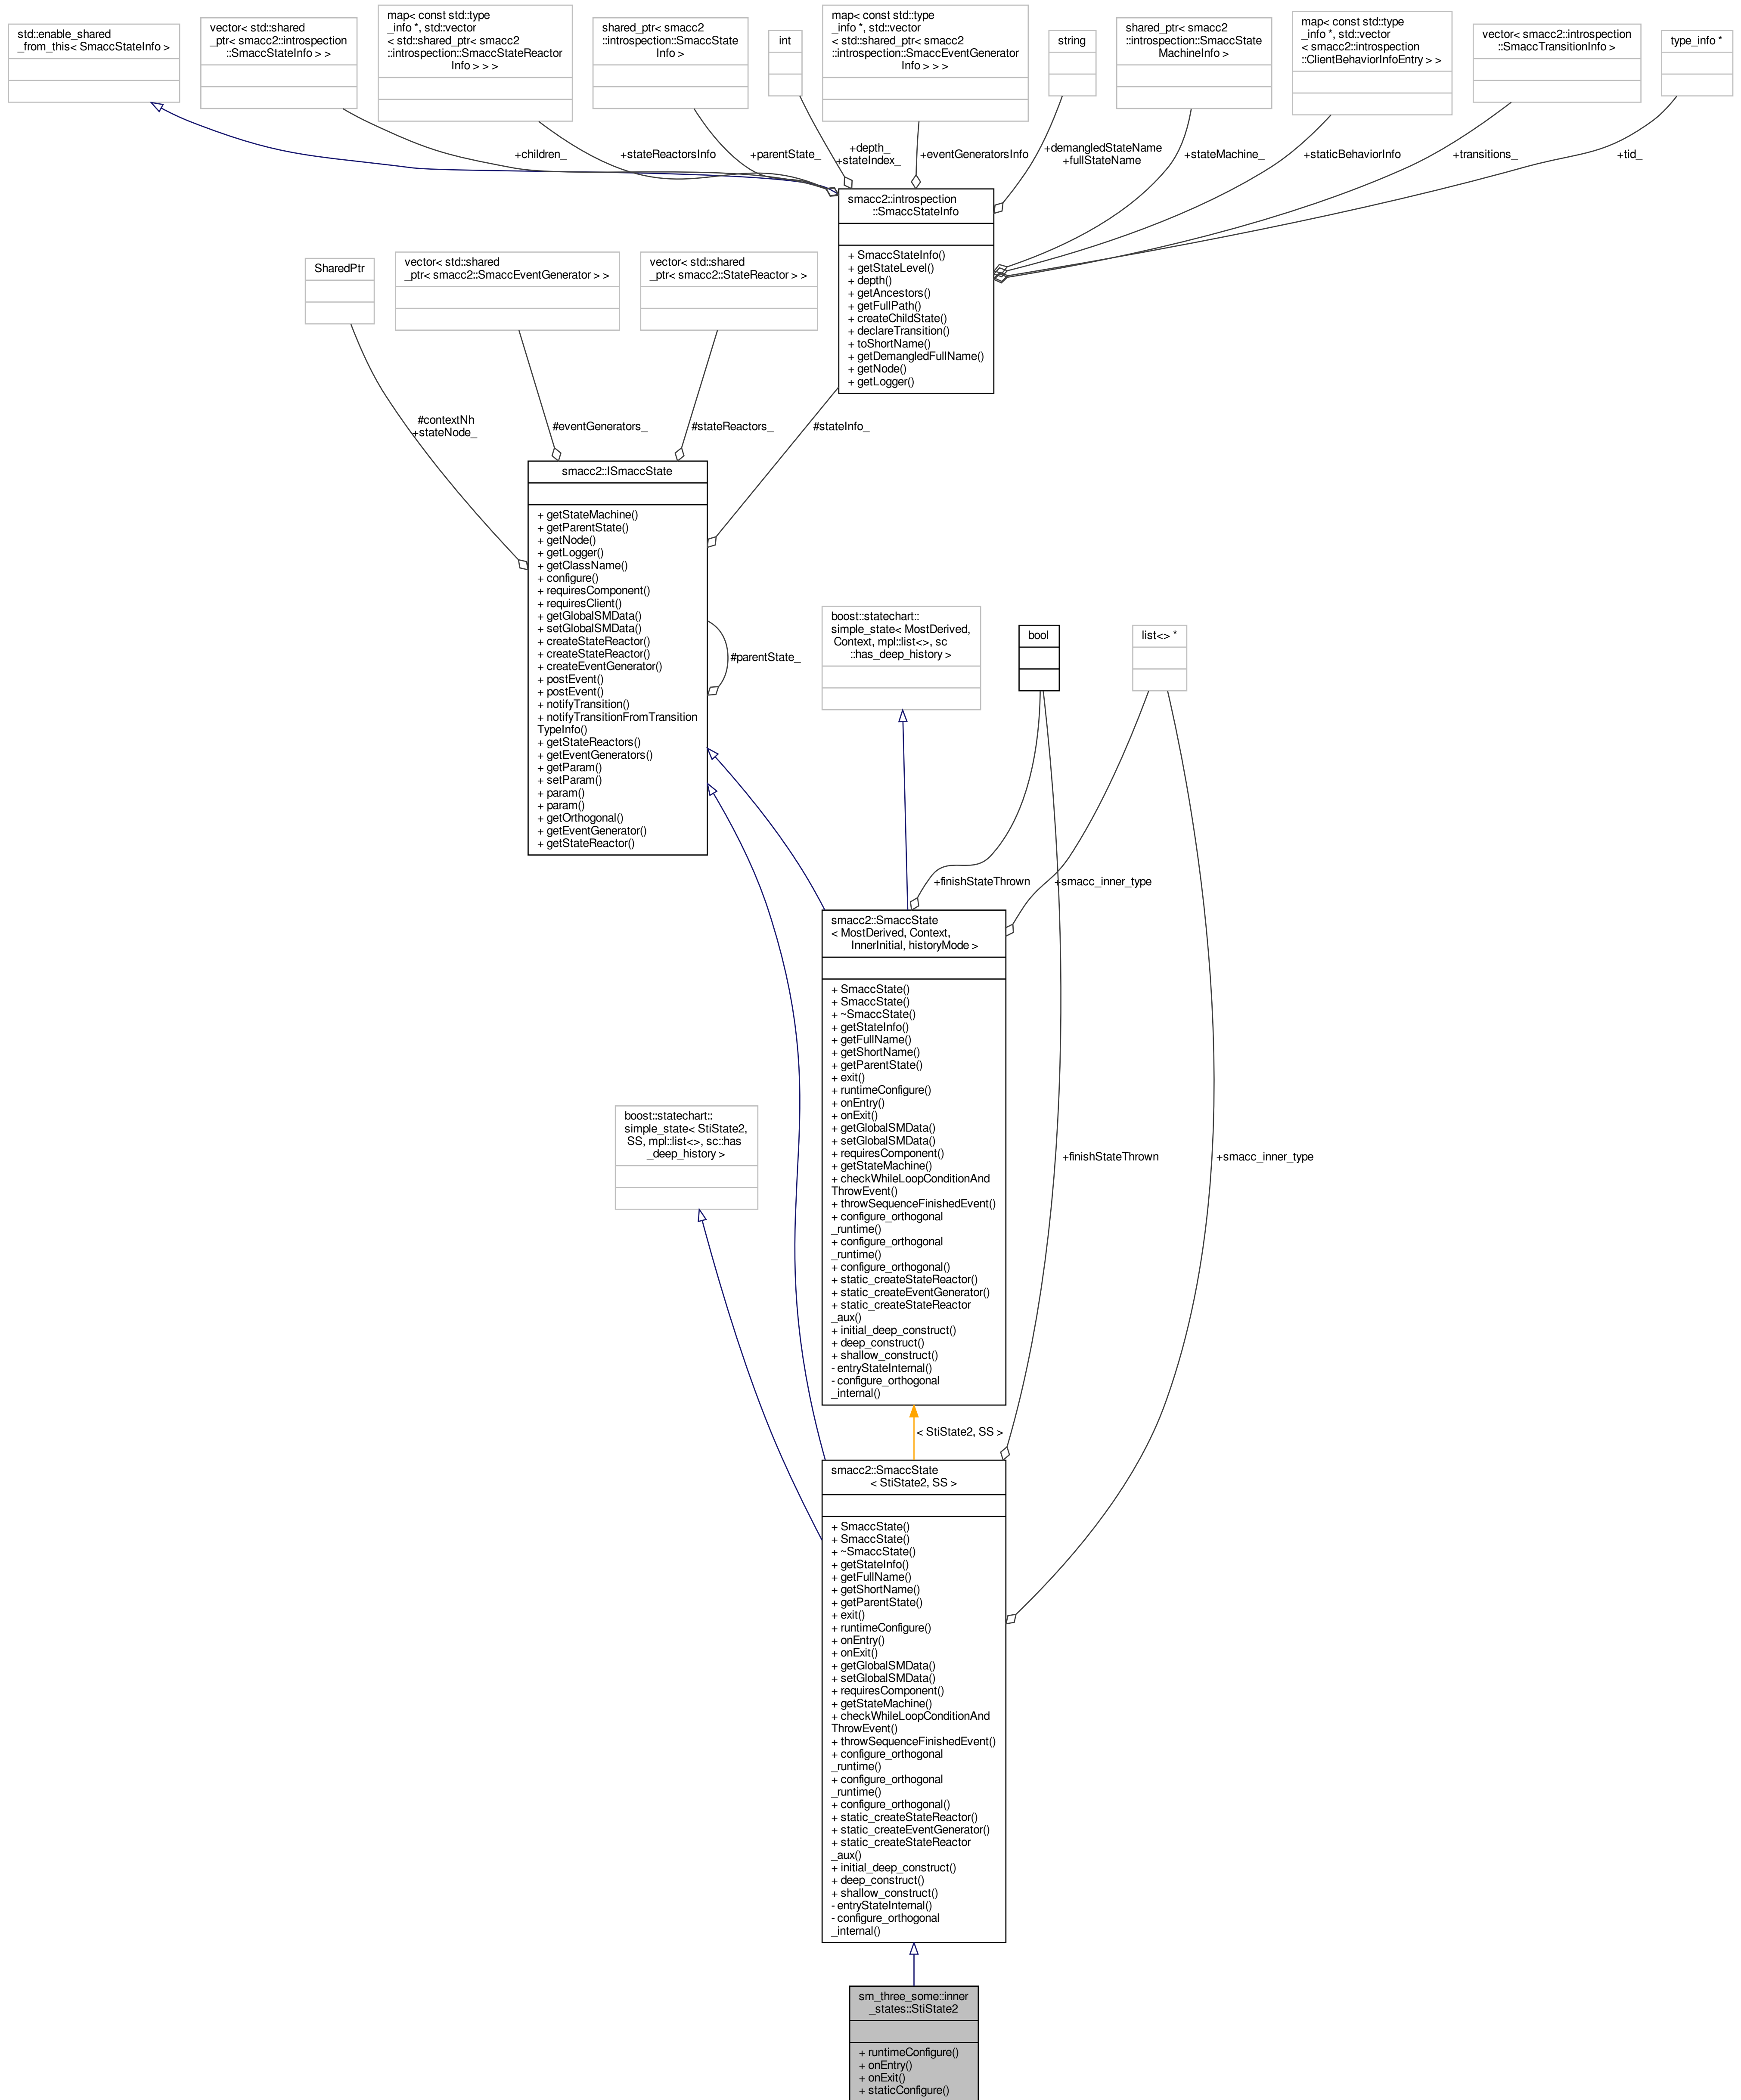 std::enable_shared
_from_this< SmaccStateInfo >
vector< std::shared
_ptr< smacc2::introspection
::SmaccStateInfo > >
map< const std::type
_info *, std::vector
< std::shared_ptr< smacc2
::introspection::SmaccStateReactor
Info > > >
shared_ptr< smacc2
::introspection::SmaccState
Info >
int
map< const std::type
_info *, std::vector
< std::shared_ptr< smacc2
::introspection::SmaccEventGenerator
Info > > >
string
shared_ptr< smacc2
::introspection::SmaccState
MachineInfo >
map< const std::type
_info *, std::vector
< smacc2::introspection
::ClientBehaviorInfoEntry > >
vector< smacc2::introspection
::SmaccTransitionInfo >
type_info *
+children_
+stateReactorsInfo
+parentState_
+depth_
+stateIndex_
+eventGeneratorsInfo
+demangledStateName
+fullStateName
+stateMachine_
+staticBehaviorInfo
+transitions_
+tid_
smacc2::introspection
::SmaccStateInfo
+ SmaccStateInfo()
+ getStateLevel()
+ depth()
+ getAncestors()
+ getFullPath()
+ createChildState()
+ declareTransition()
+ toShortName()
+ getDemangledFullName()
+ getNode()
+ getLogger()
SharedPtr
vector< std::shared
_ptr< smacc2::SmaccEventGenerator > >
vector< std::shared
_ptr< smacc2::StateReactor > >
#contextNh
+stateNode_
#eventGenerators_
#stateReactors_
#stateInfo_
smacc2::ISmaccState
+ getStateMachine()
+ getParentState()
+ getNode()
+ getLogger()
+ getClassName()
+ configure()
+ requiresComponent()
+ requiresClient()
+ getGlobalSMData()
+ setGlobalSMData()
+ createStateReactor()
+ createStateReactor()
+ createEventGenerator()
+ postEvent()
+ postEvent()
+ notifyTransition()
+ notifyTransitionFromTransition
TypeInfo()
+ getStateReactors()
+ getEventGenerators()
+ getParam()
+ setParam()
+ param()
+ param()
+ getOrthogonal()
+ getEventGenerator()
+ getStateReactor()
#parentState_
boost::statechart::
simple_state< MostDerived,
Context, mpl::list<>, sc
::has_deep_history >
bool
list<> *
+finishStateThrown
+smacc_inner_type
smacc2::SmaccState
< MostDerived, Context,
InnerInitial, historyMode >
+ SmaccState()
+ SmaccState()
+ ~SmaccState()
+ getStateInfo()
+ getFullName()
+ getShortName()
+ getParentState()
+ exit()
+ runtimeConfigure()
+ onEntry()
+ onExit()
+ getGlobalSMData()
+ setGlobalSMData()
+ requiresComponent()
+ getStateMachine()
+ checkWhileLoopConditionAnd
ThrowEvent()
+ throwSequenceFinishedEvent()
+ configure_orthogonal
_runtime()
+ configure_orthogonal
_runtime()
+ configure_orthogonal()
+ static_createStateReactor()
+ static_createEventGenerator()
+ static_createStateReactor
_aux()
+ initial_deep_construct()
+ deep_construct()
+ shallow_construct()
- entryStateInternal()
- configure_orthogonal
_internal()
boost::statechart::
simple_state< StiState2,
SS, mpl::list<>, sc::has
_deep_history >
+finishStateThrown
+smacc_inner_type
< StiState2, SS >
smacc2::SmaccState
< StiState2, SS >
+ SmaccState()
+ SmaccState()
+ ~SmaccState()
+ getStateInfo()
+ getFullName()
+ getShortName()
+ getParentState()
+ exit()
+ runtimeConfigure()
+ onEntry()
+ onExit()
+ getGlobalSMData()
+ setGlobalSMData()
+ requiresComponent()
+ getStateMachine()
+ checkWhileLoopConditionAnd
ThrowEvent()
+ throwSequenceFinishedEvent()
+ configure_orthogonal
_runtime()
+ configure_orthogonal
_runtime()
+ configure_orthogonal()
+ static_createStateReactor()
+ static_createEventGenerator()
+ static_createStateReactor
_aux()
+ initial_deep_construct()
+ deep_construct()
+ shallow_construct()
- entryStateInternal()
- configure_orthogonal
_internal()
sm_three_some::inner
_states::StiState2
+ runtimeConfigure()
+ onEntry()
+ onExit()
+ staticConfigure()